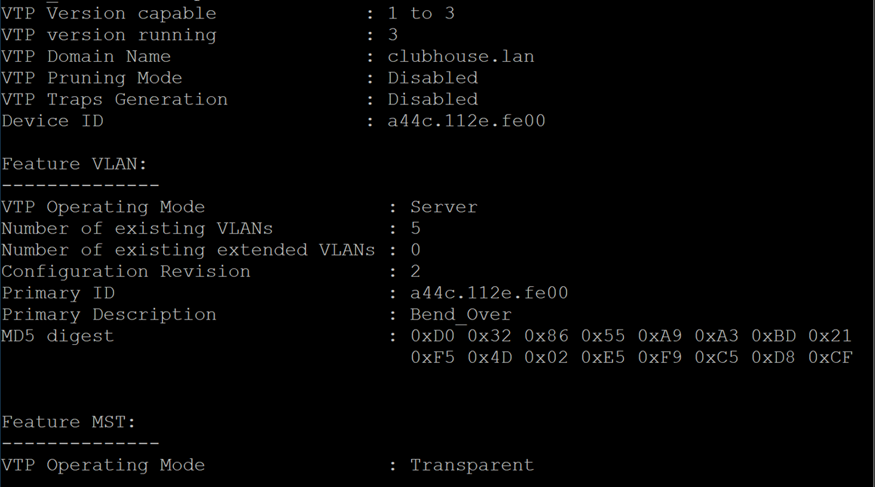 VTP Version capable : 1 to 3
VTP version running : 3
VTP Domain Name : clubhouse.lan
VTP Pruning Mode : Disabled
VTP Traps Generation : Disabled
Device ID : a44c.112e.fe00
Feature VLAN:
--------------
VTP Operating Mode : Server
Number of existing VLANs : 5
Number of existing extended VLANs : 0
Configuration Revision : 2
Primary ID : a44c.112e.fe00
Primary Description : Bend_Over
MD5 digest : 0xD0 0x32 0x86 0x55 0xA9 0xA3 0xBD 0x21
0xF5 0x4D 0x02 0xE5 0xF9 0xC5 0xD8 0xCF
Feature MST:
--------------
VTP Operating Mode : Transparent